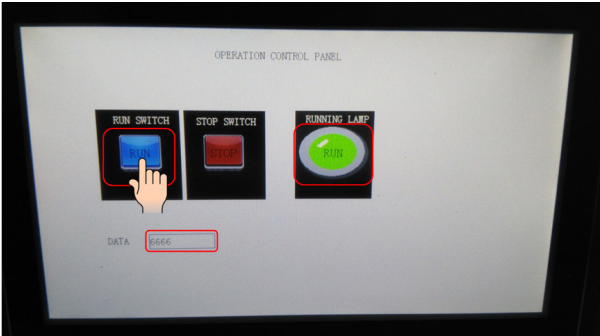 OPERATION CONTROL PANEL
RUN SWITCH STOP SWITCH RUNNING LAMP
RUN STOP RUN
DATA 6666